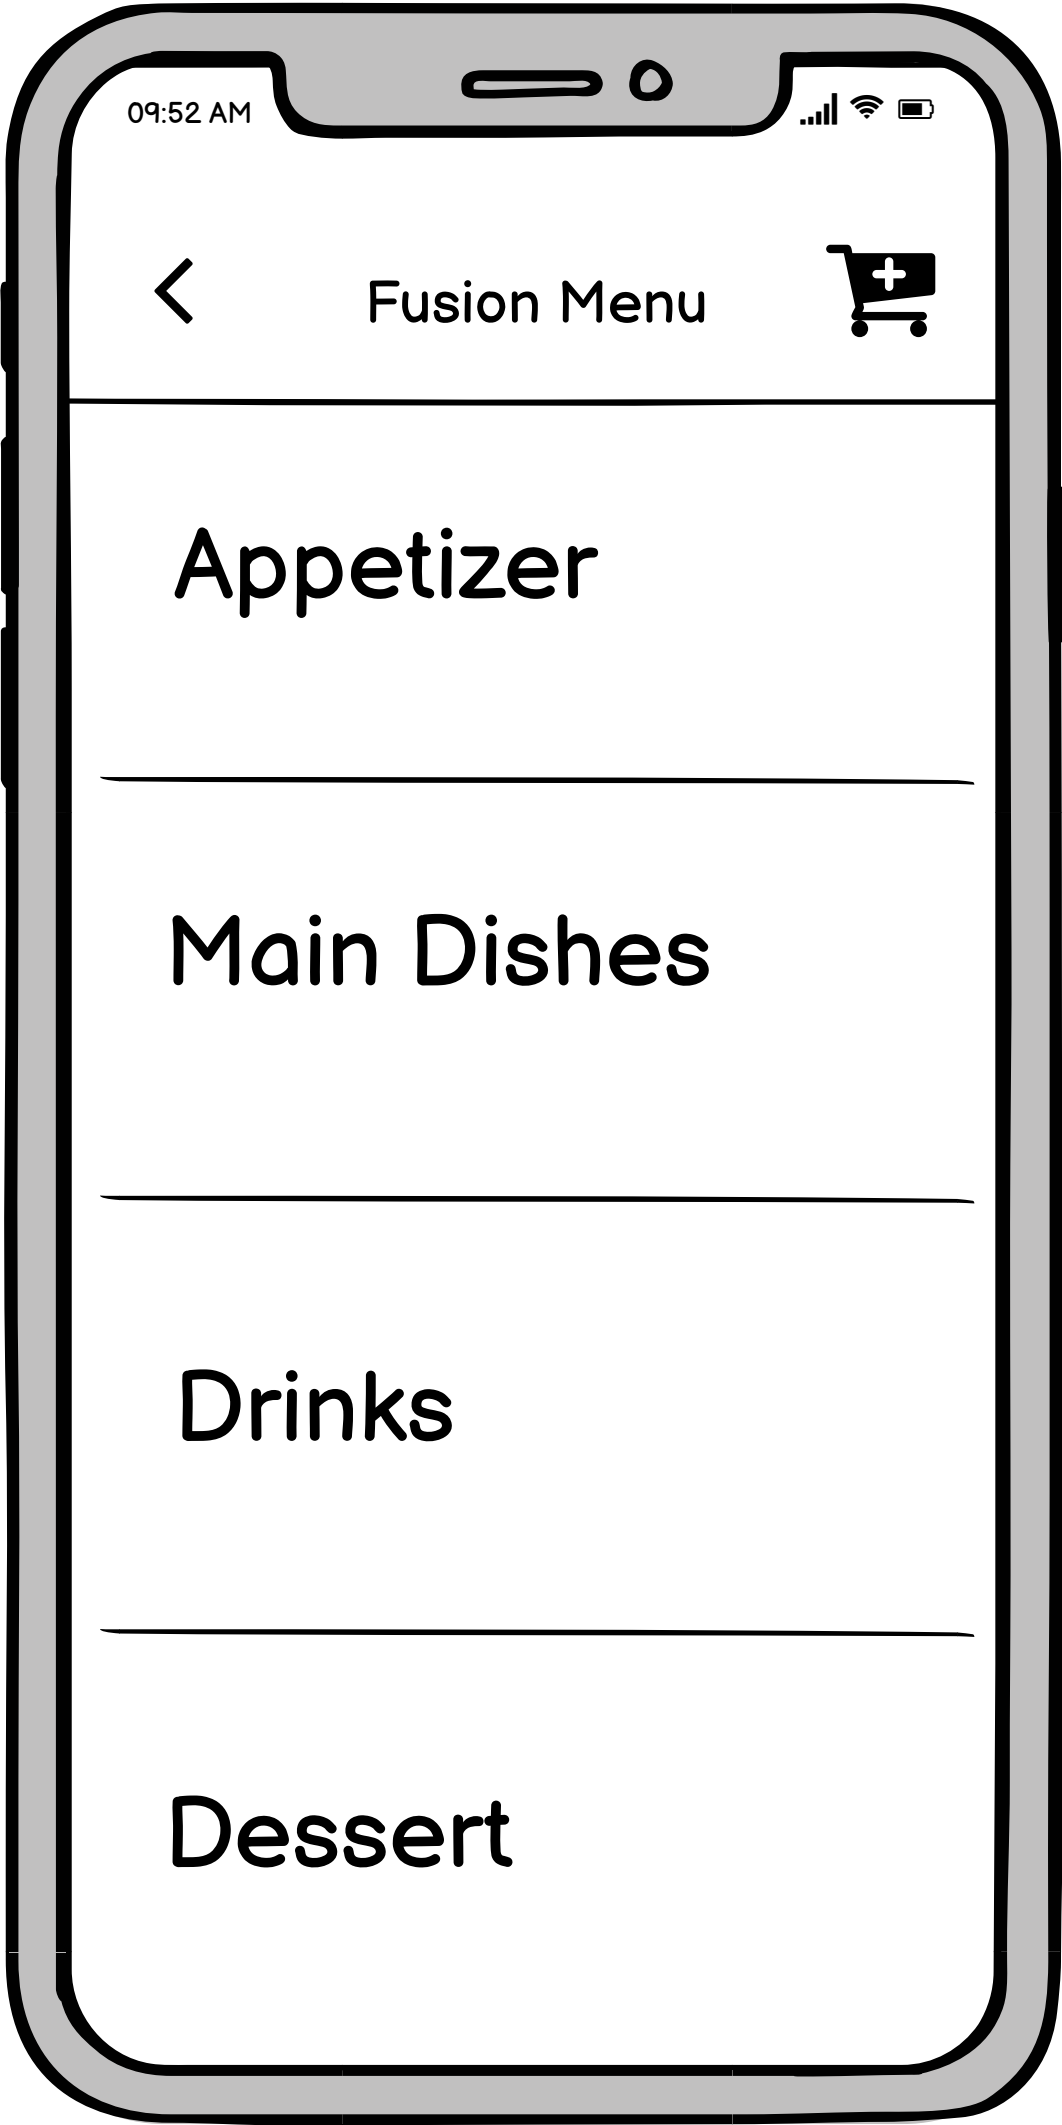 09:52 AM
Fusion Menu
Appetizer
Main Dishes
Drinks
Dessert